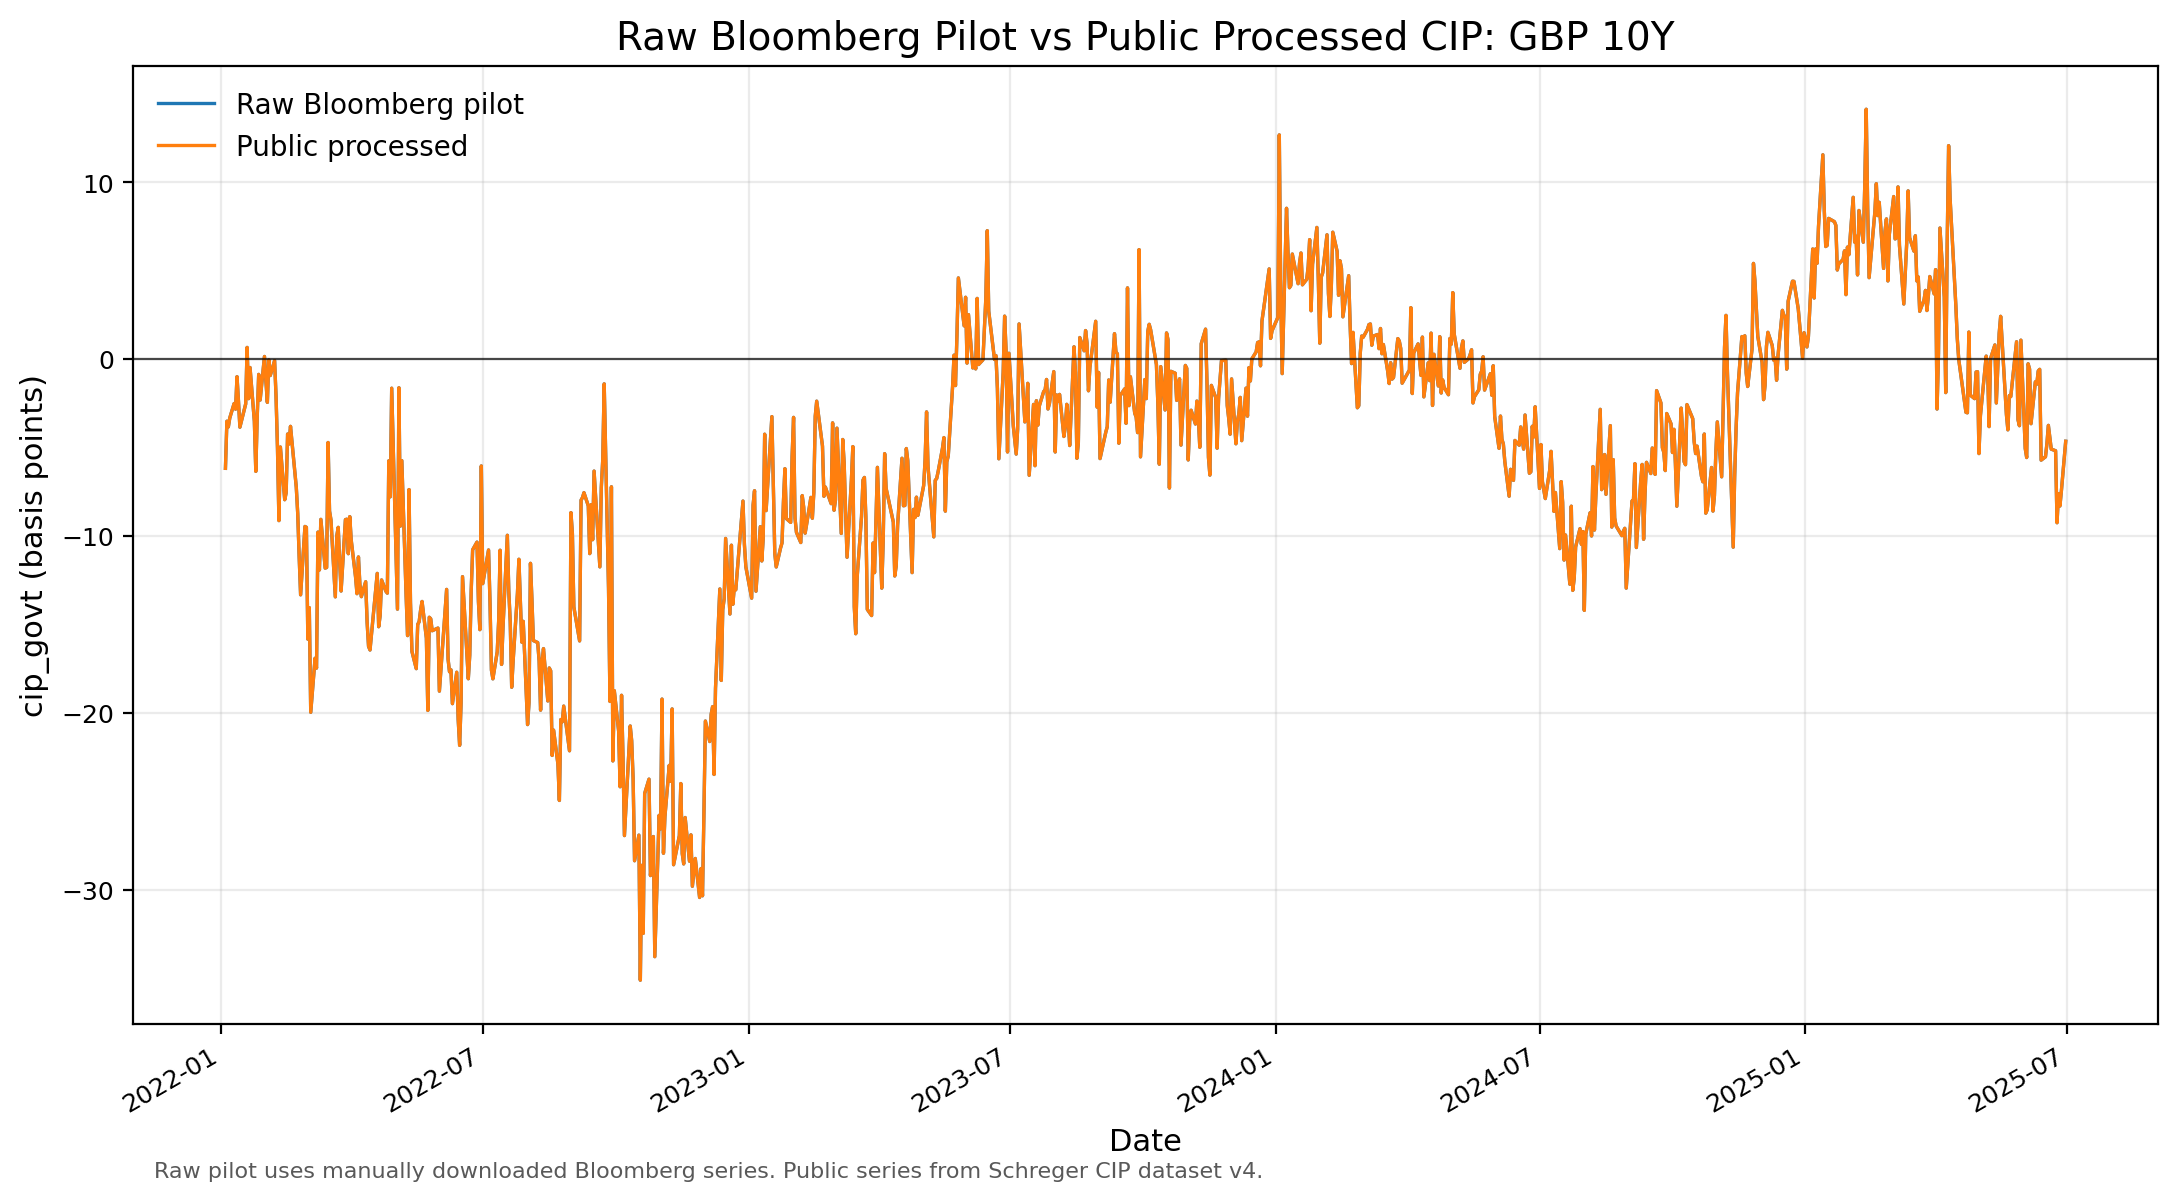 Raw Bloomberg Pilot vs Public Processed CIP: GBP 10Y
Raw Bloomberg pilot
Public processed
cip_govt (basis points)
10
0
−10
−20
−30
2022-01
2022-07
2023-01
2023-07
2024-01
2024-07
2025-01
2025-07
Date
Raw pilot uses manually downloaded Bloomberg series. Public series from Schreger CIP dataset v4.